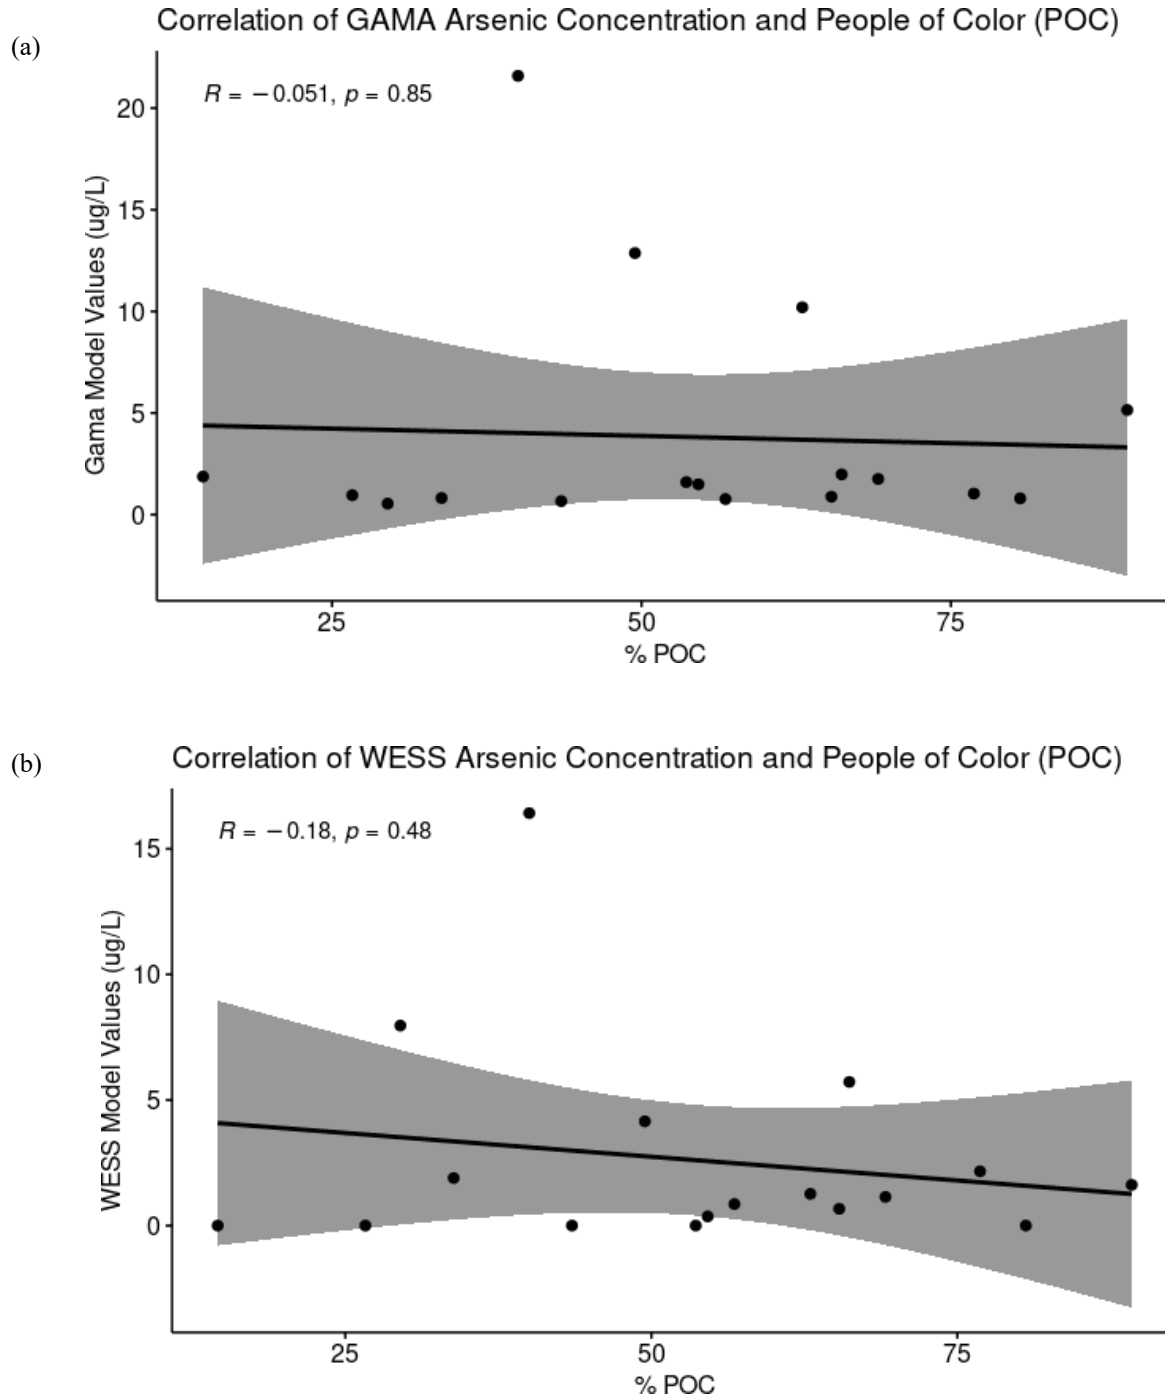 Correlation of GAMA Arsenic Concentration and People of Color (POC)
(a)
R = −0.051, p = 0.85
20
15
10
5
0
Gama Model Values (ug/L)
25 50 75
% POC
Correlation of WESS Arsenic Concentration and People of Color (POC)
(b)
R = −0.18, p = 0.48
15
10
5
0
WESS Model Values (ug/L)
25 50 75
% POC